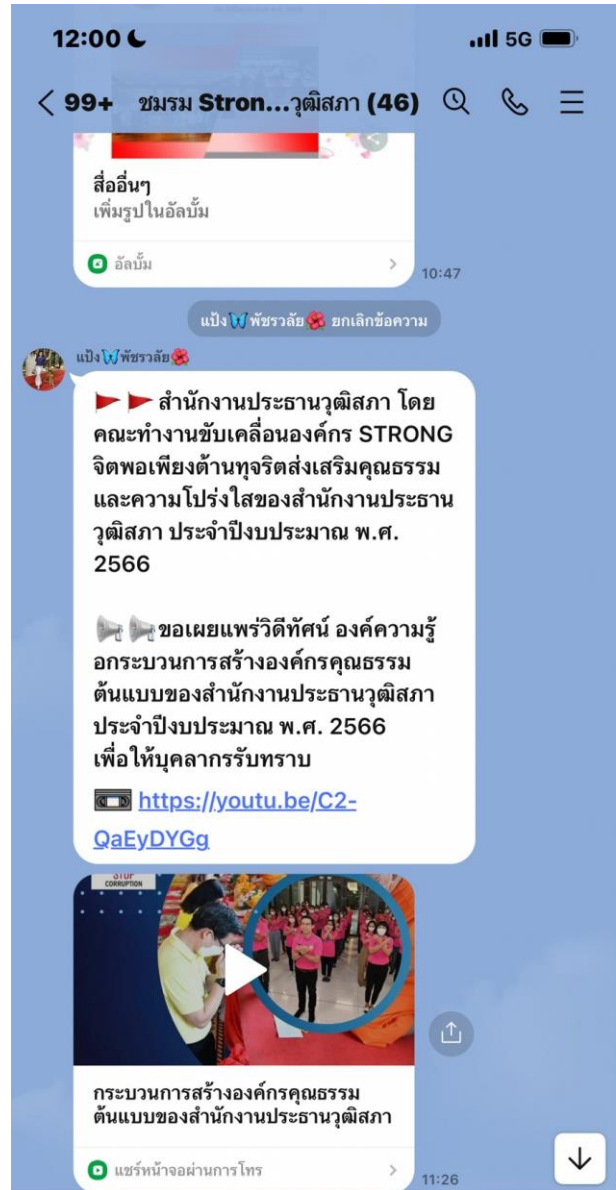 12:00
5G
99+ ชมรม Stron...วุฒิสภา (46)
สื่ออื่นๆ
เพิ่มรูปในอัลบั้ม
อัลบั้ม
10:47
แป้ง🦋พัชรวลัย🌺 ยกเลิกข้อความ
แป้ง🦋พัชรวลัย🌺
🚩🚩 สำนักงานประธานวุฒิสภา โดย
คณะทำงานขับเคลื่อนองค์กร STRONG
จิตพอเพียงต้านทุจริตส่งเสริมคุณธรรม
และความโปร่งใสของสำนักงานประธาน
วุฒิสภา ประจำปีงบประมาณ พ.ศ.
2566
📢📢ขอเผยแพร่วิดีทัศน์ องค์ความรู้
อกระบวนการสร้างองค์กรคุณธรรม
ต้นแบบของสำนักงานประธานวุฒิสภา
ประจำปีงบประมาณ พ.ศ. 2566
เพื่อให้บุคลากรรับทราบ
📼 https://youtu.be/C2-
QaEyDYGg
STOP
CORRUPTION
กระบวนการสร้างองค์กรคุณธรรม
ต้นแบบของสำนักงานประธานวุฒิสภา
แชร์หน้าจอผ่านการโทร
11:26